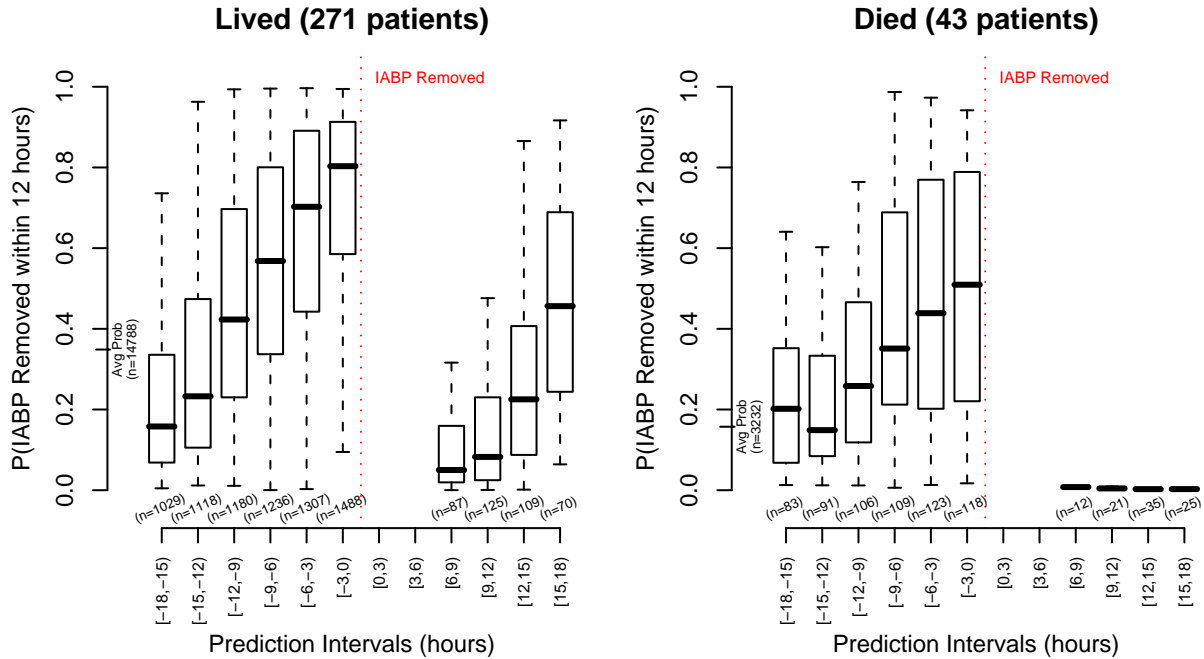 Lived (271 patients)
IABP Removed
P(IABP Removed within 12 hours)
1.0
0.8
0.6
0.4
0.2
0.0
Avg Prob
(n=14788)
(n=1029)
(n=1118)
(n=1180)
(n=1236)
(n=1307)
(n=1488)
(n=87)
(n=125)
(n=109)
(n=70)
[−18,−15)
[−15,−12)
[−12,−9)
[−9,−6)
[−6,−3)
[−3,0)
[0,3)
[3,6)
[6,9)
[9,12)
[12,15)
[15,18)
Prediction Intervals (hours)
Died (43 patients)
IABP Removed
P(IABP Removed within 12 hours)
1.0
0.8
0.6
0.4
0.2
0.0
Avg Prob
(n=3232)
(n=83)
(n=91)
(n=106)
(n=109)
(n=123)
(n=118)
(n=12)
(n=21)
(n=35)
(n=25)
[−18,−15)
[−15,−12)
[−12,−9)
[−9,−6)
[−6,−3)
[−3,0)
[0,3)
[3,6)
[6,9)
[9,12)
[12,15)
[15,18)
Prediction Intervals (hours)